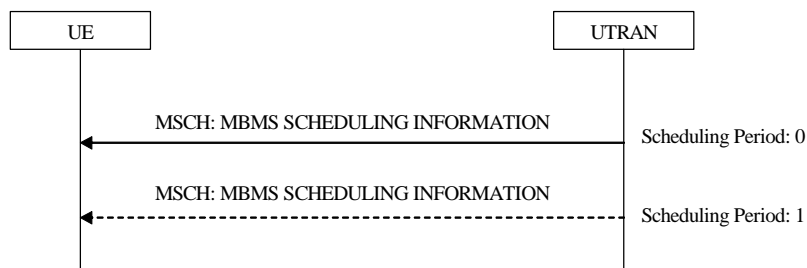 UE
UTRAN
MSCH: MBMS SCHEDULING INFORMATION
Scheduling Period: 0
MSCH: MBMS SCHEDULING INFORMATION
Scheduling Period: 1